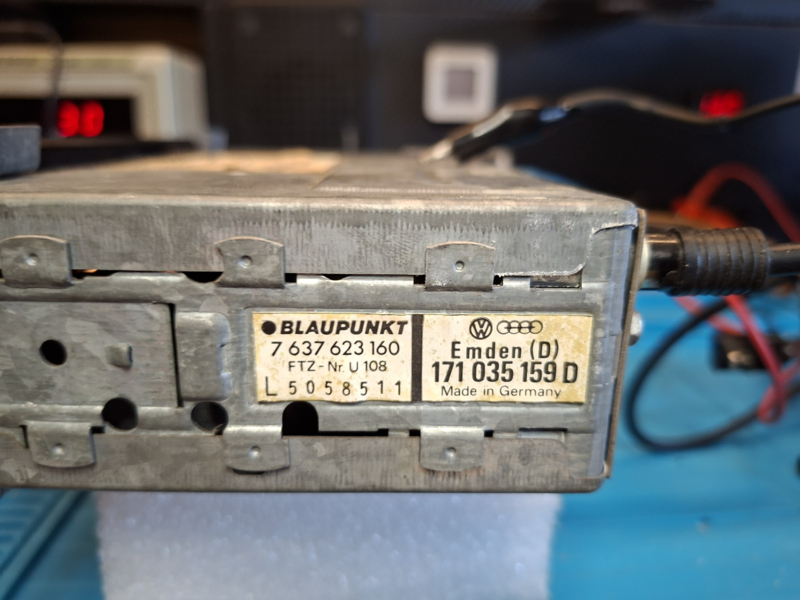 BLAUPUNKT
7 637 623 160
FTZ-Nr. U 108
L 5058511
Emden (D)
171 035 159 D
Made in Germany